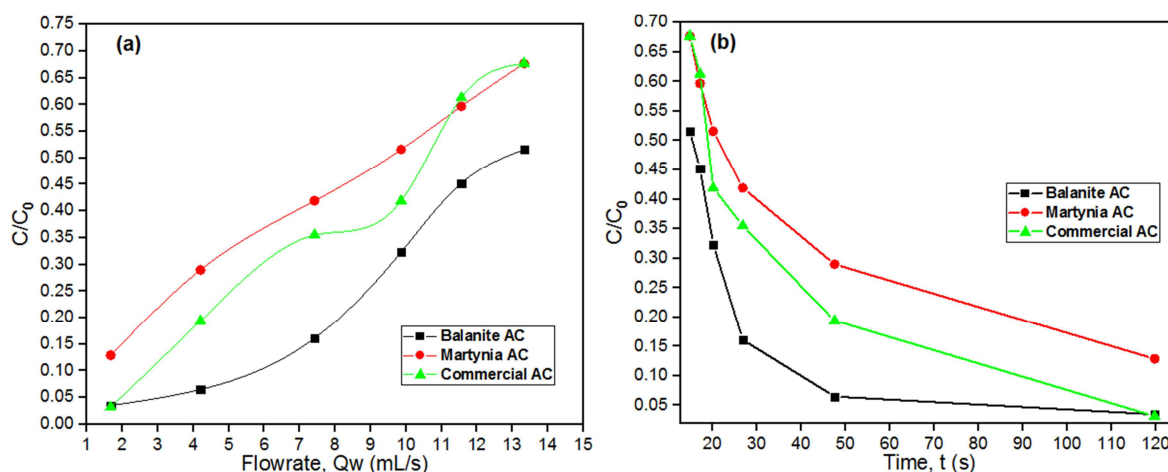 (a)
C/C0
0.75
0.70
0.65
0.60
0.55
0.50
0.45
0.40
0.35
0.30
0.25
0.20
0.15
0.10
0.05
0.00
1 2 3 4 5 6 7 8 9 10 11 12 13 14 15
Flowrate, Qw (mL/s)
Balanite AC
Martynia AC
Commercial AC
(b)
C/C0
0.70
0.65
0.60
0.55
0.50
0.45
0.40
0.35
0.30
0.25
0.20
0.15
0.10
0.05
20 30 40 50 60 70 80 90 100 110 120
Time, t (s)
Balanite AC
Martynia AC
Commercial AC